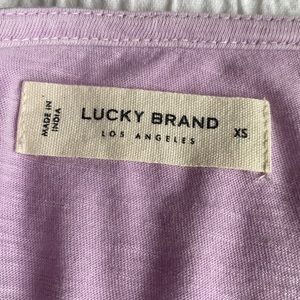 MADE IN
INDIA
LUCKY BRAND
LOS ANGELES
XS